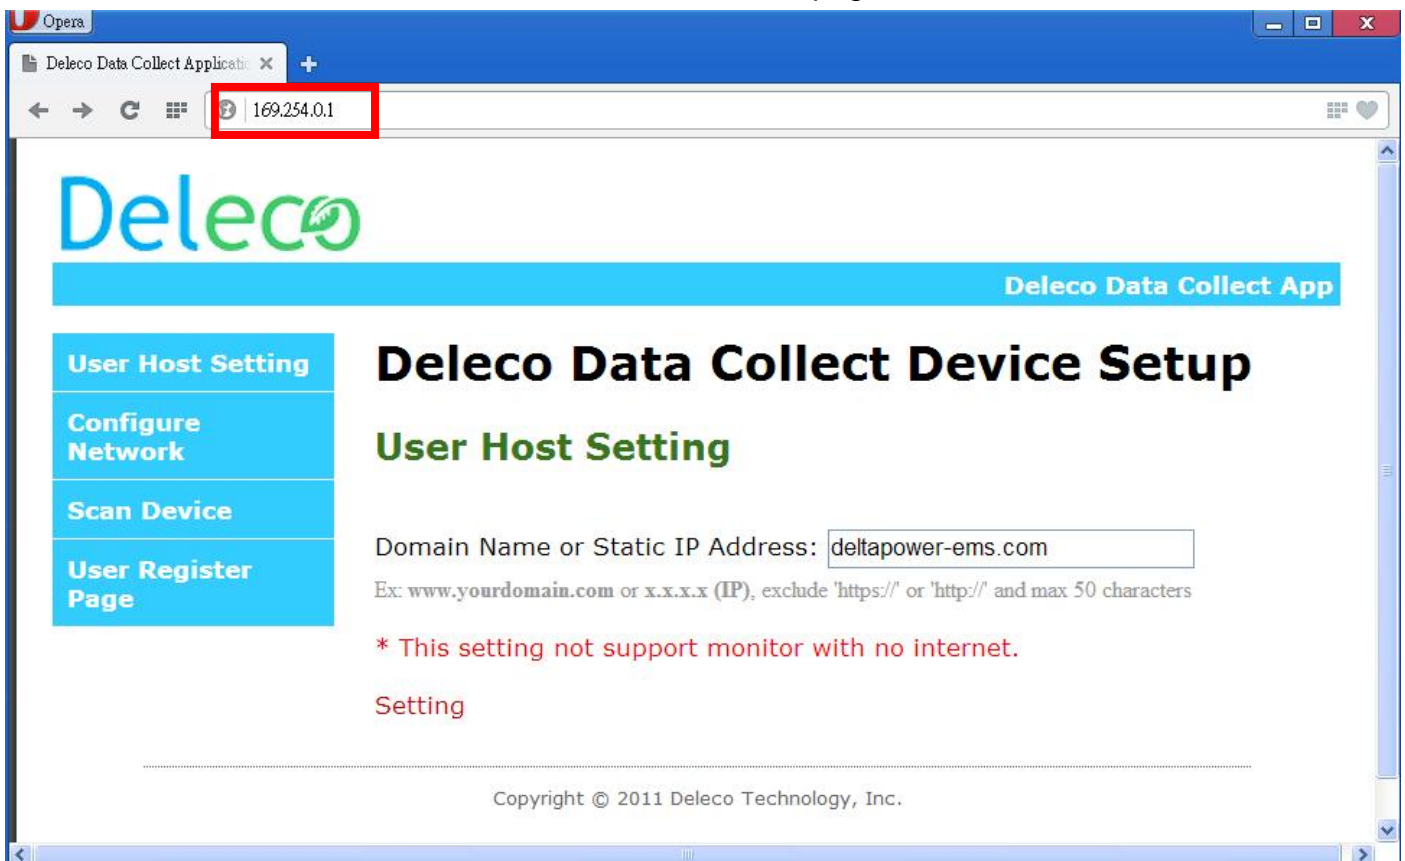 Opera
Deleco Data Collect Applicatio
169.254.0.1
Deleco
Deleco Data Collect App
User Host Setting
Configure
Network
Scan Device
User Register
Page
Deleco Data Collect Device Setup
User Host Setting
Domain Name or Static IP Address: deltapower-ems.com
Ex: www.yourdomain.com or x.x.x.x (IP), exclude 'https://' or 'http://' and max 50 characters
* This setting not support monitor with no internet.
Setting
Copyright © 2011 Deleco Technology, Inc.